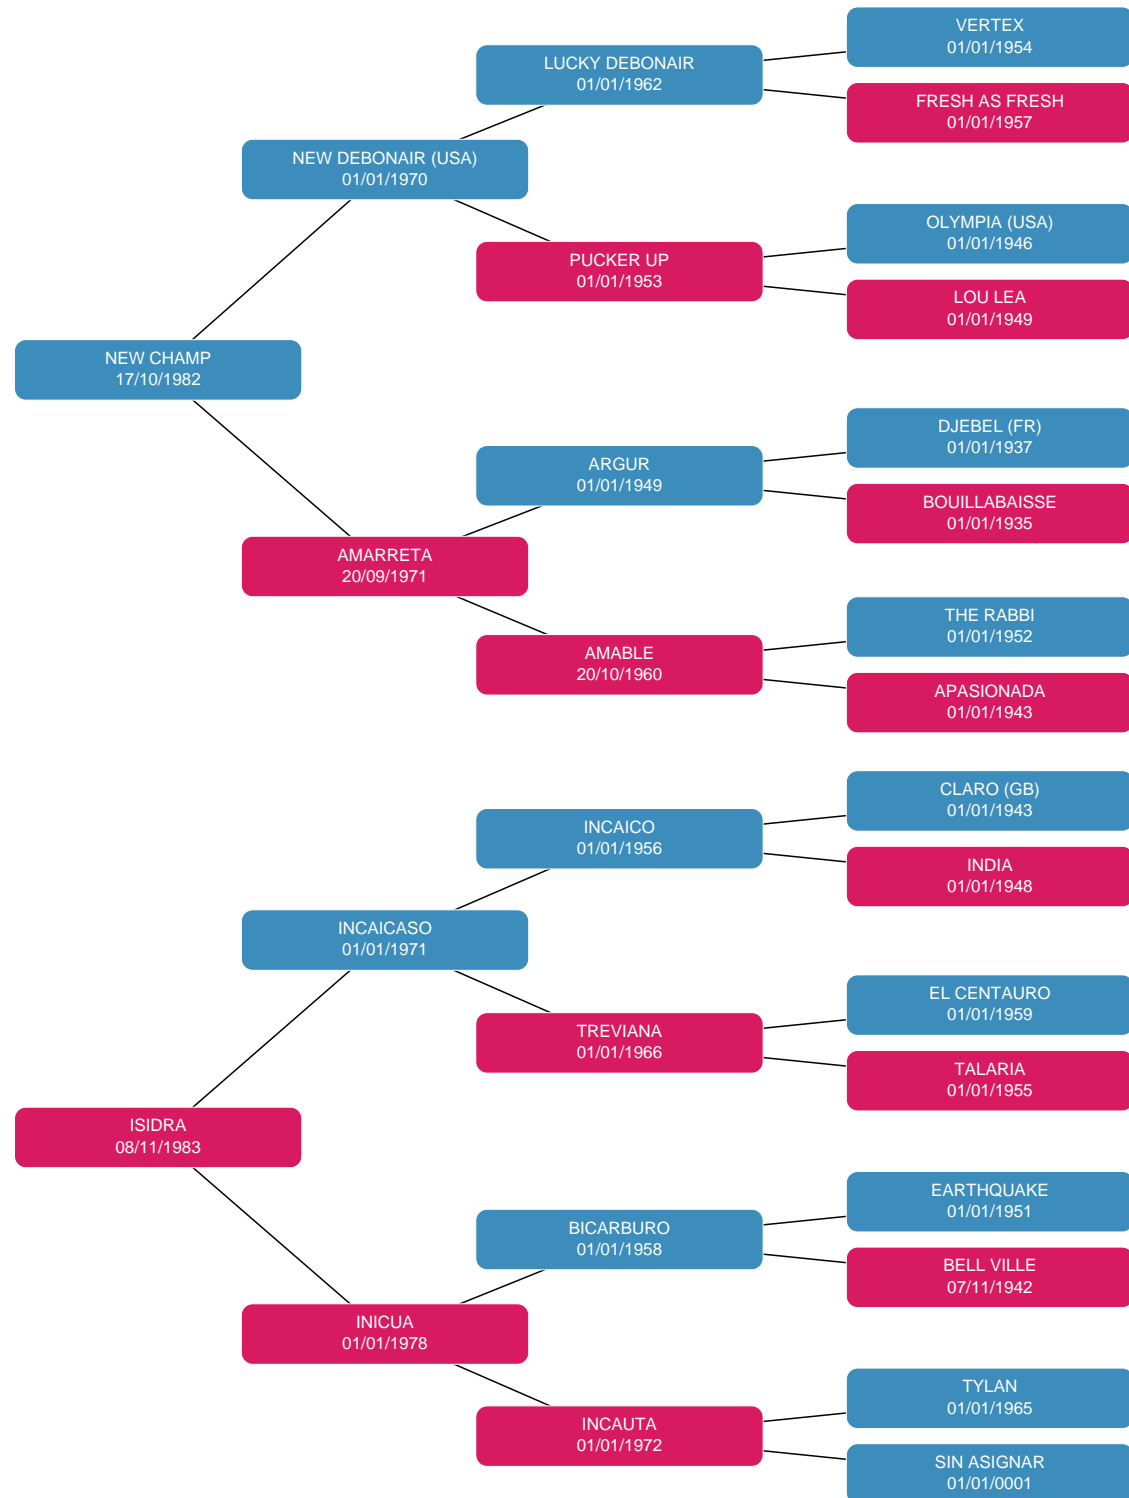 VERTEX
01/01/1954
LUCKY DEBONAIR
01/01/1962
FRESH AS FRESH
01/01/1957
NEW DEBONAIR (USA)
01/01/1970
OLYMPIA (USA)
01/01/1946
PUCKER UP
01/01/1953
LOU LEA
01/01/1949
NEW CHAMP
17/10/1982
DJEBEL (FR)
01/01/1937
ARGUR
01/01/1949
BOUILLABAISSE
01/01/1935
AMARRETA
20/09/1971
THE RABBI
01/01/1952
AMABLE
20/10/1960
APASIONADA
01/01/1943
CLARO (GB)
01/01/1943
INCAICO
01/01/1956
INDIA
01/01/1948
INCAICASO
01/01/1971
EL CENTAURO
01/01/1959
TREVIANA
01/01/1966
TALARIA
01/01/1955
ISIDRA
08/11/1983
EARTHQUAKE
01/01/1951
BICARBURO
01/01/1958
BELL VILLE
07/11/1942
INICUA
01/01/1978
TYLAN
01/01/1965
INCAUTA
01/01/1972
SIN ASIGNAR
01/01/0001